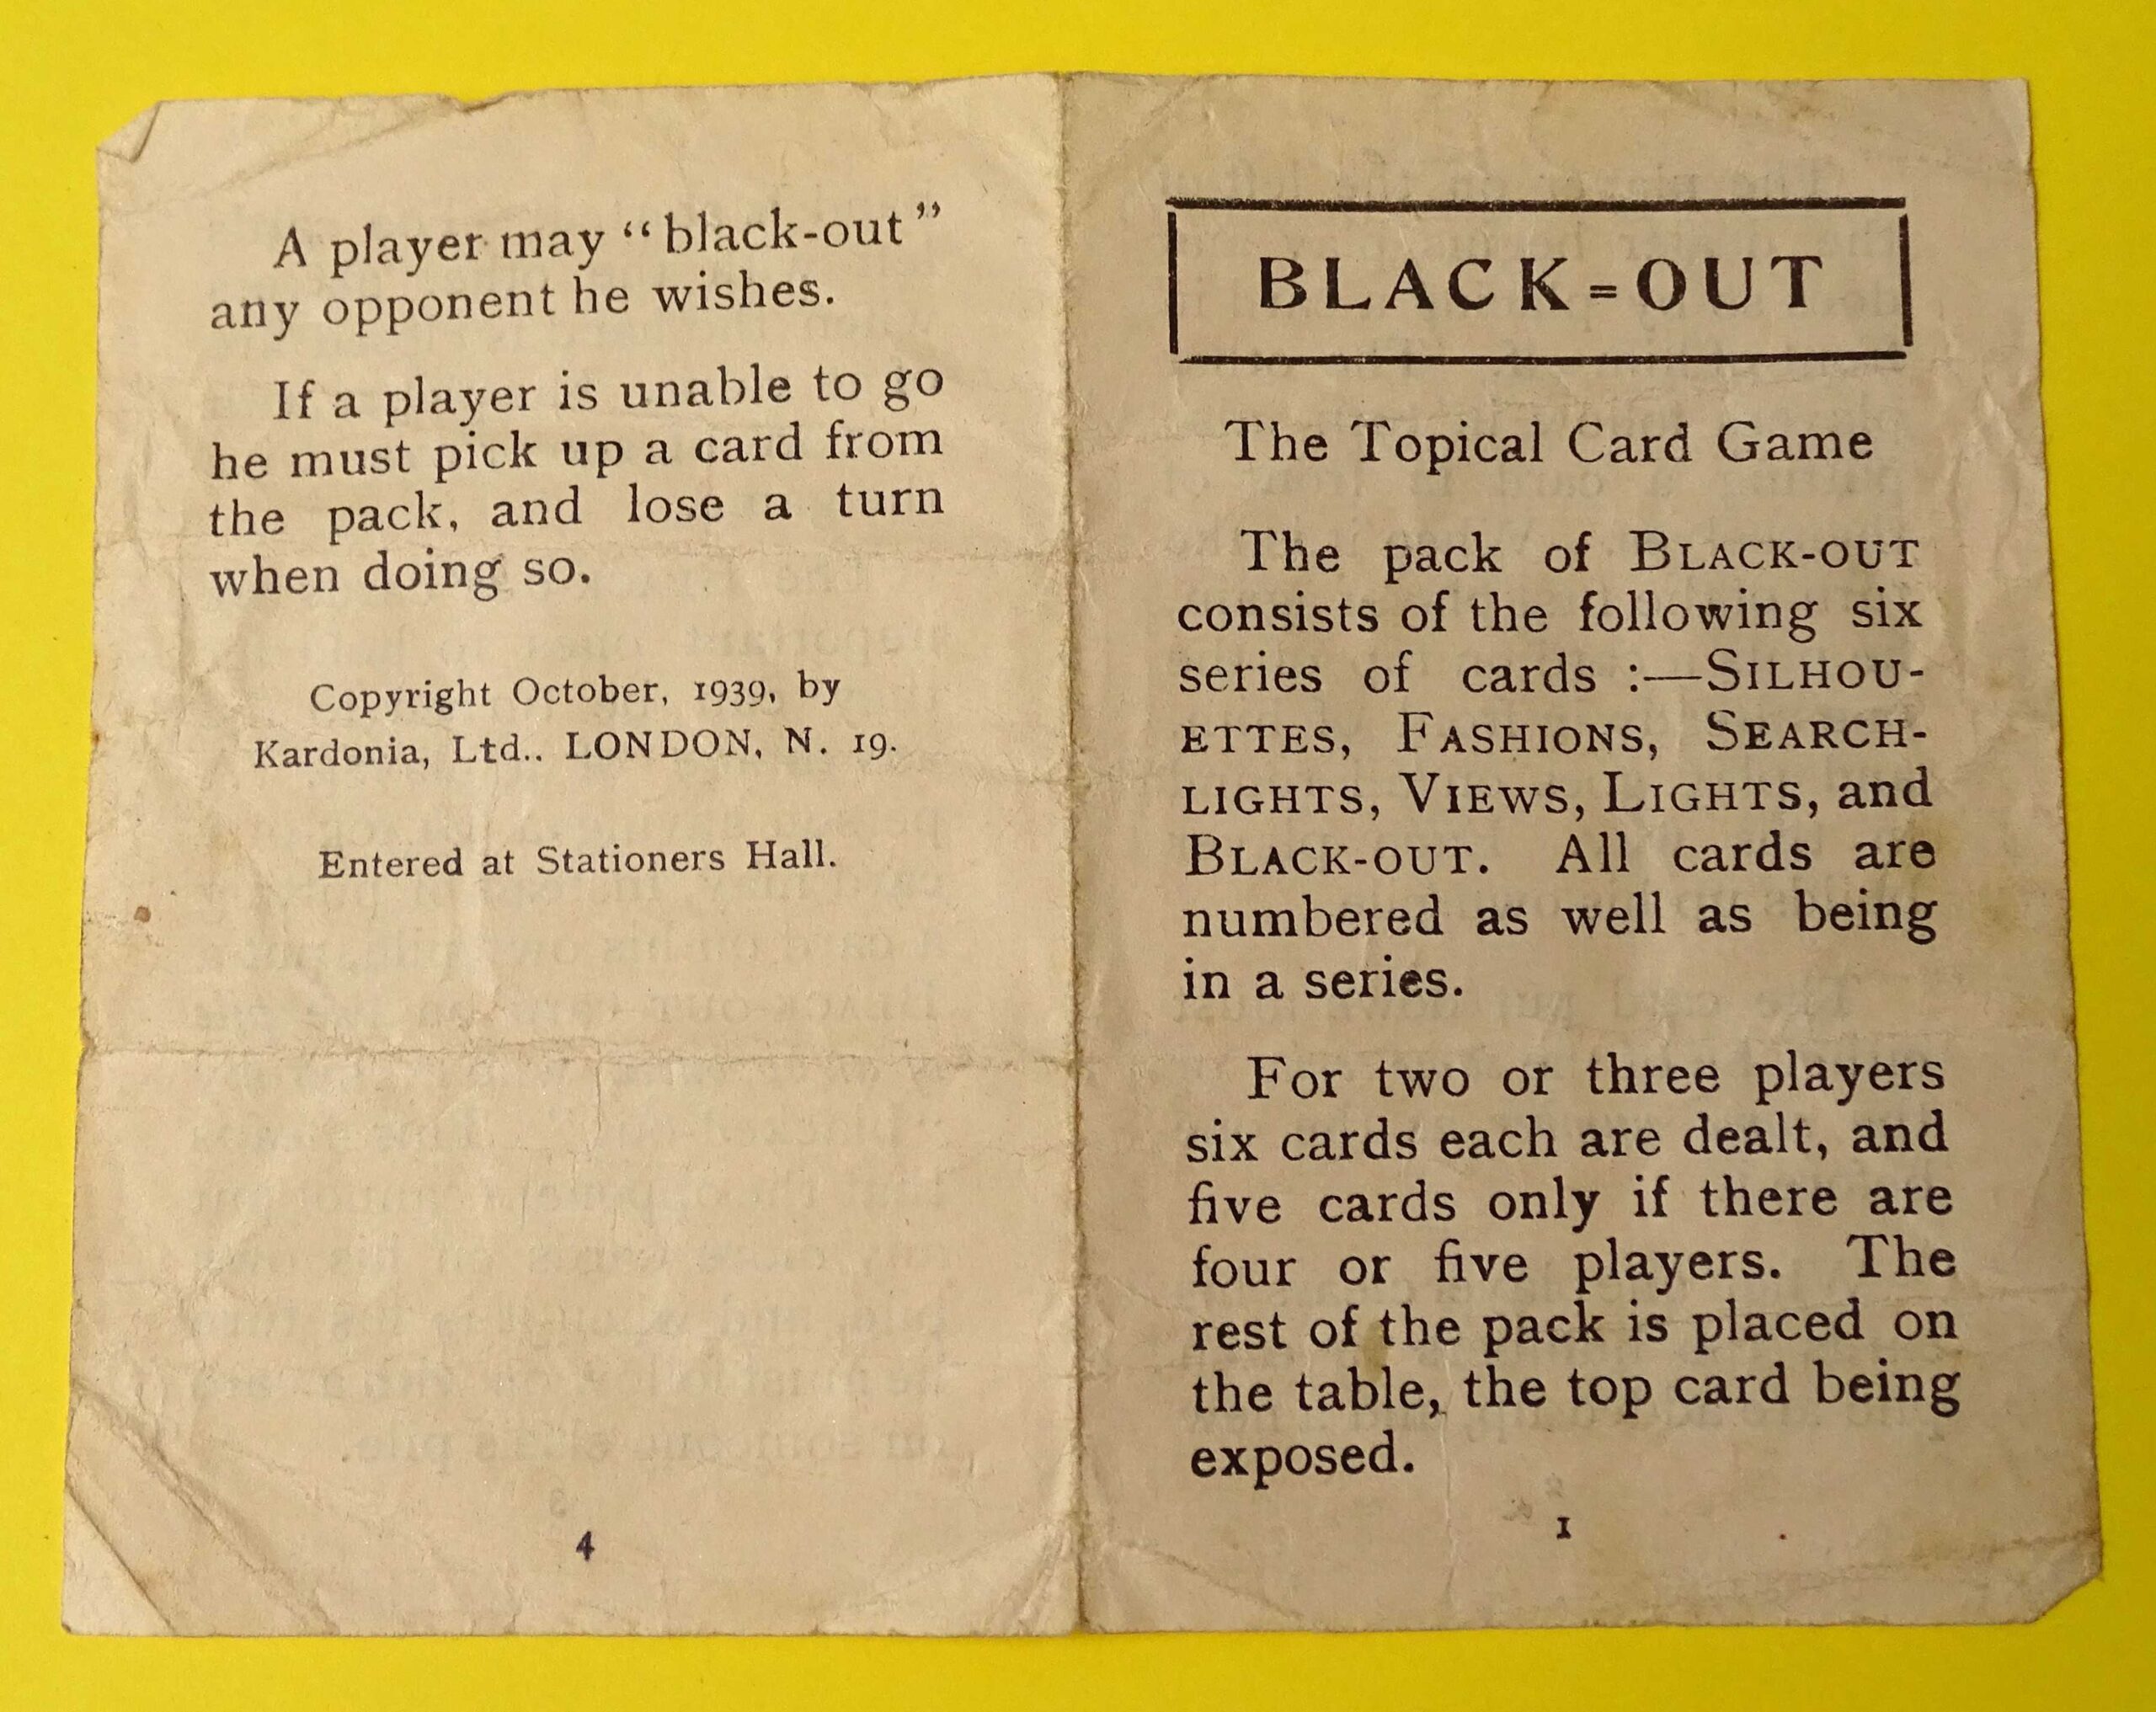 A player may “black-out”
any opponent he wishes.
If a player is unable to go
he must pick up a card from
the pack, and lose a turn
when doing so.
Copyright October, 1939, by
Kardonia, Ltd.. LONDON, N. 19.
Entered at Stationers Hall.
4
BLACK=OUT
The Topical Card Game
The pack of BLACK-OUT
consists of the following six
series of cards :—SILHOU-
ETTES, FASHIONS, SEARCH-
LIGHTS, VIEWS, LIGHTS, and
BLACK-OUT. All cards are
numbered as well as being
in a series.
For two or three players
six cards each are dealt, and
five cards only if there are
four or five players. The
rest of the pack is placed on
the table, the top card being
exposed.
1